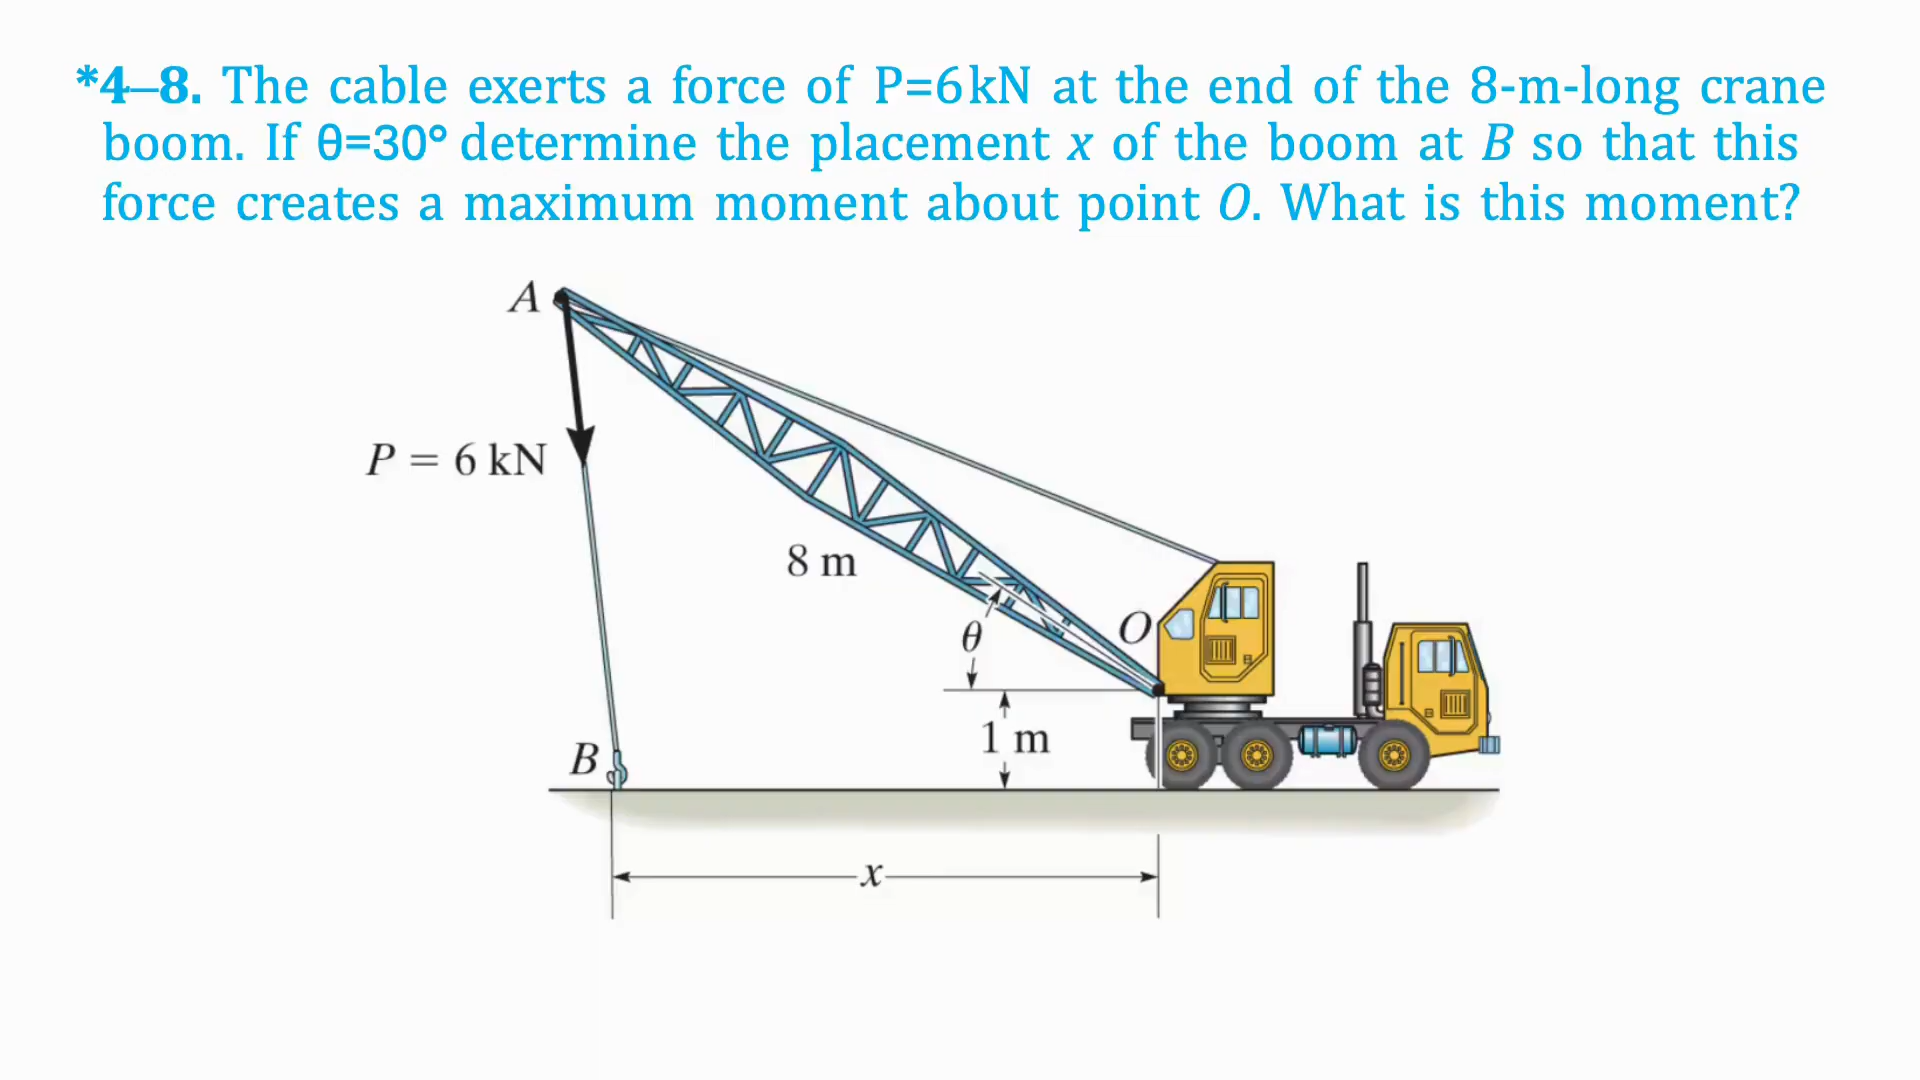 *4–8. The cable exerts a force of P=6kN at the end of the 8-m-long crane
boom. If θ=30° determine the placement x of the boom at B so that this
force creates a maximum moment about point O. What is this moment?
A
P = 6 kN
8 m
O
θ
1 m
B
x